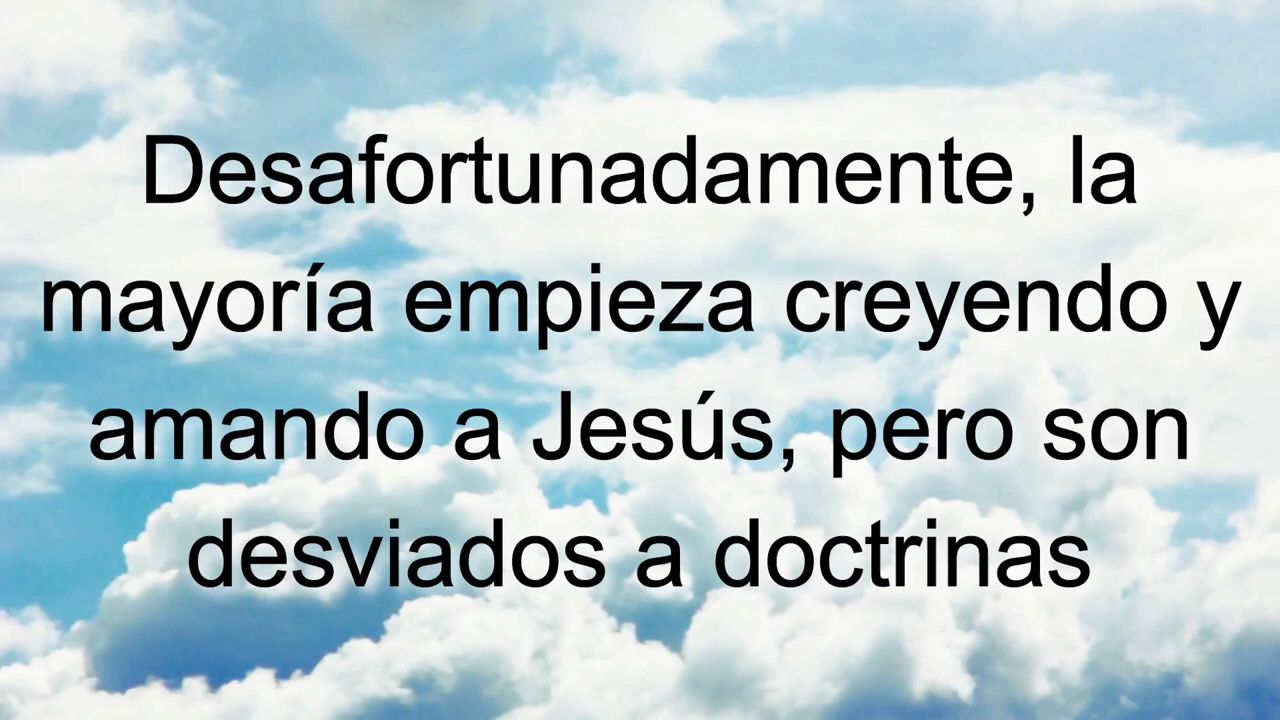 Desafortunadamente, la
mayoría empieza creyendo y
amando a Jesús, pero son
desviados a doctrinas